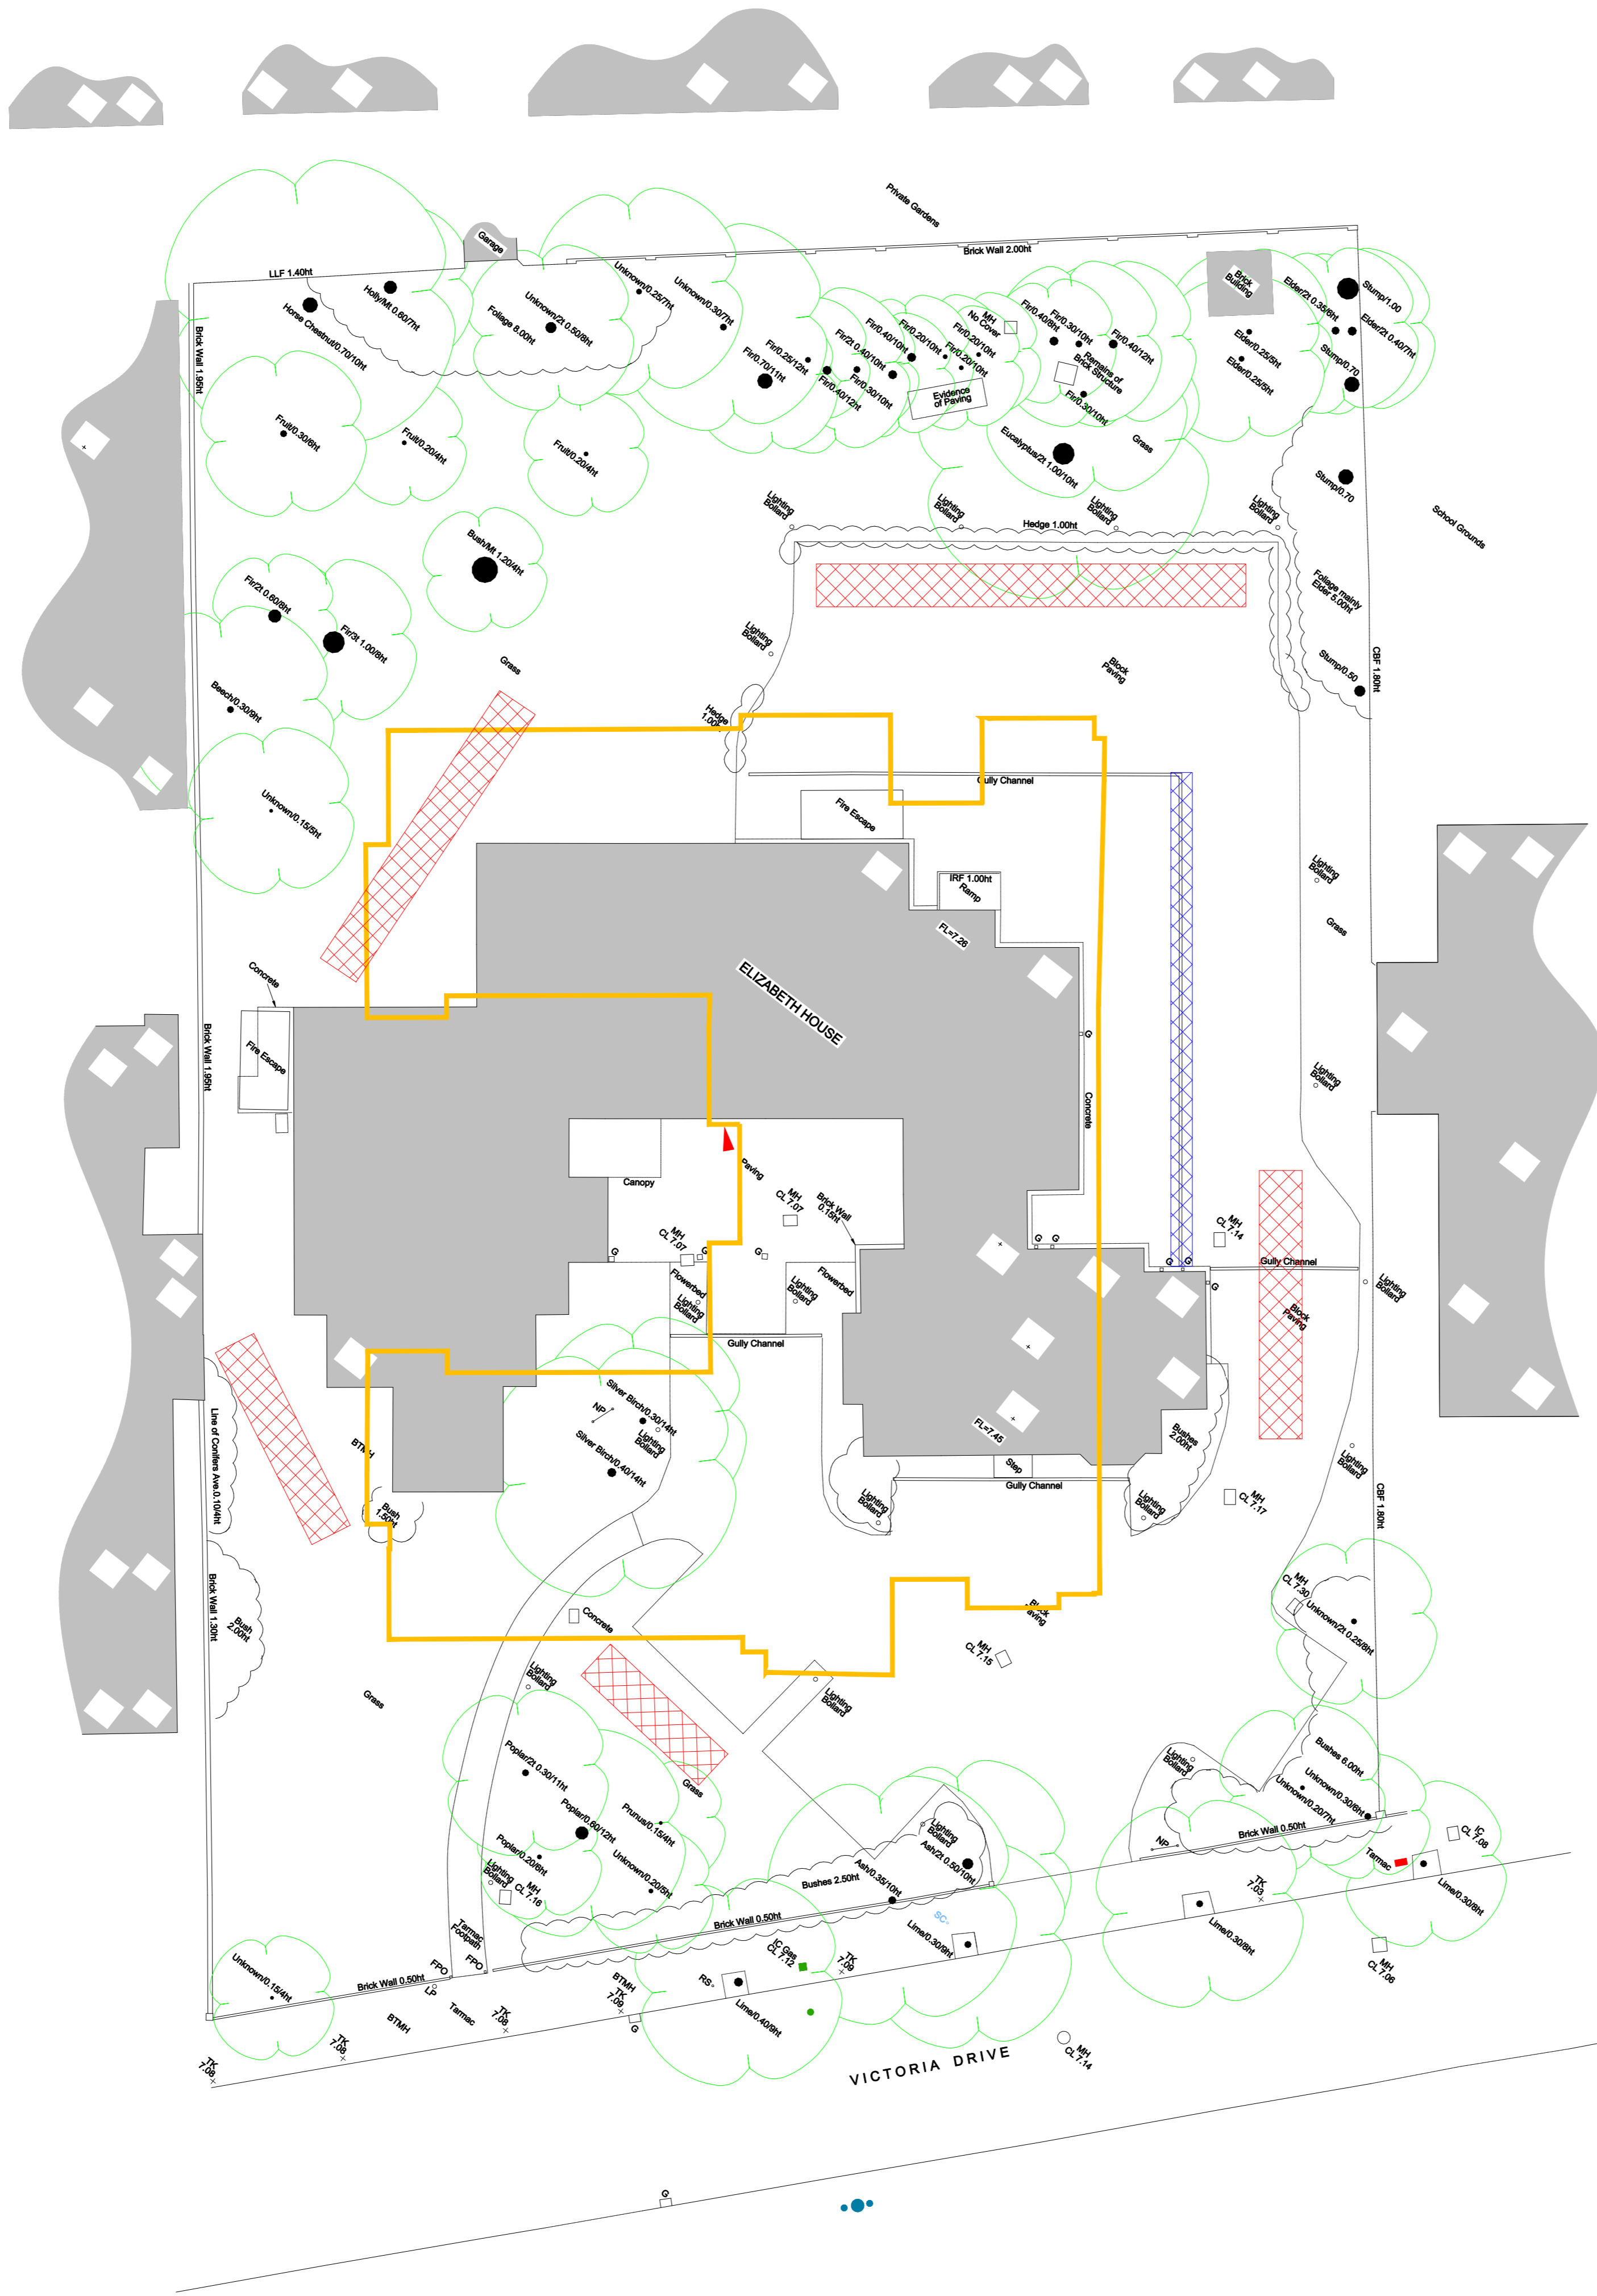 Private Gardens
Garage
LLF 1.40ht
Brick Wall 2.00ht
Brick Building
Unknown/0.25/7ht
Unknown/0.30/7ht
Holly/Mt 0.60/7ht
Horse Chestnut/0.70/10ht
Unknown/2t 0.50/8ht
Foliage 8.00ht
Brick Wall 1.95ht
Elder/2t 0.35/6ht
Stump/1.00
Elder/2t 0.40/7ht
Elder/0.25/5ht
Elder/0.25/5ht
Stump/0.70
MH
No Cover
Fir/0.40/8ht
Fir/0.30/10ht
Fir/0.40/12ht
Fir/0.20/10ht
Fir/0.20/10ht
Fir/0.20/10ht
Fir/0.40/10ht
Fir/2t 0.40/10ht
Fir/0.30/10ht
Fir/0.40/12ht
Fir/0.25/12ht
Fir/0.70/11ht
Remains of
Brick Structure
Fir/0.30/10ht
Evidence
of Paving
Fruit/0.30/8ht
Fruit/0.20/4ht
Fruit/0.20/4ht
Eucalyptus/2t 1.00/10ht
Grass
Stump/0.70
Lighting
Bollard
Lighting
Bollard
Lighting
Bollard
Lighting
Bollard
Hedge 1.00ht
School Grounds
Bush/Mt 1.20/4ht
Fir/2t 0.60/8ht
Fir/3t 1.00/8ht
Foliage mainly
Elder 5.00ht
Lighting
Bollard
Grass
Block
Paving
Stump/0.50
CBF 1.80ht
Beech/0.30/9ht
Hedge
1.00ht
Gully Channel
Unknown/0.15/5ht
Fire Escape
IRF 1.00ht
Ramp
FL=7.26
Lighting
Bollard
Grass
Concrete
ELIZABETH HOUSE
Brick Wall 1.95ht
Fire Escape
G
Concrete
Lighting
Bollard
Paving
Canopy
MH
CL 7.07
Brick Wall
0.15ht
MH
CL 7.07
G
G
G
G
G
MH
CL 7.14
G
G
Gully Channel
G
Flowerbed
Lighting
Bollard
Lighting
Bollard
Flowerbed
Gully Channel
Block
Paving
Lighting
Bollard
Silver Birch/0.30/14ht
NP
Lighting
Bollard
Silver Birch/0.40/14ht
Line of Conifers Ave.0.10/4ht
BTMH
Bush
1.50ht
FL=7.45
Step
Gully Channel
Bushes
2.00ht
Lighting
Bollard
Lighting
Bollard
Lighting
Bollard
MH
CL 7.17
CBF 1.80ht
Brick Wall 1.30ht
Bush
2.00ht
Concrete
MH
CL 7.30
Unknown/2t 0.25/8ht
Block
Paving
MH
CL 7.15
Grass
Lighting
Bollard
Lighting
Bollard
Poplar/2t 0.30/11ht
Grass
Prunus/0.15/4ht
Poplar/0.60/12ht
Poplar/0.20/6ht
Unknown/0.20/5ht
Lighting
Bollard
MH
CL 7.16
Lighting
Bollard
Bushes 6.00ht
Unknown/0.30/6ht
Unknown/0.20/7ht
Brick Wall 0.50ht
NP
IC
CL 7.08
Tarmac
Lime/0.30/8ht
Lighting
Bollard
Ash/2t 0.50/10ht
Ash/0.35/10ht
Bushes 2.50ht
Brick Wall 0.50ht
SC
Lime/0.30/9ht
TK
7.03
Lime/0.30/8ht
MH
CL 7.06
Tarmac
Footpath
FPO
FPO
Unknown/0.15/4ht
Brick Wall 0.50ht
LP
BTMH
Tarmac
TK
7.08
BTMH
TK
7.09
G
RS
IC Gas
CL 7.12
TK
7.09
Lime/0.40/9ht
TK
7.08
TK
7.08
MH
CL 7.14
VICTORIA DRIVE
G